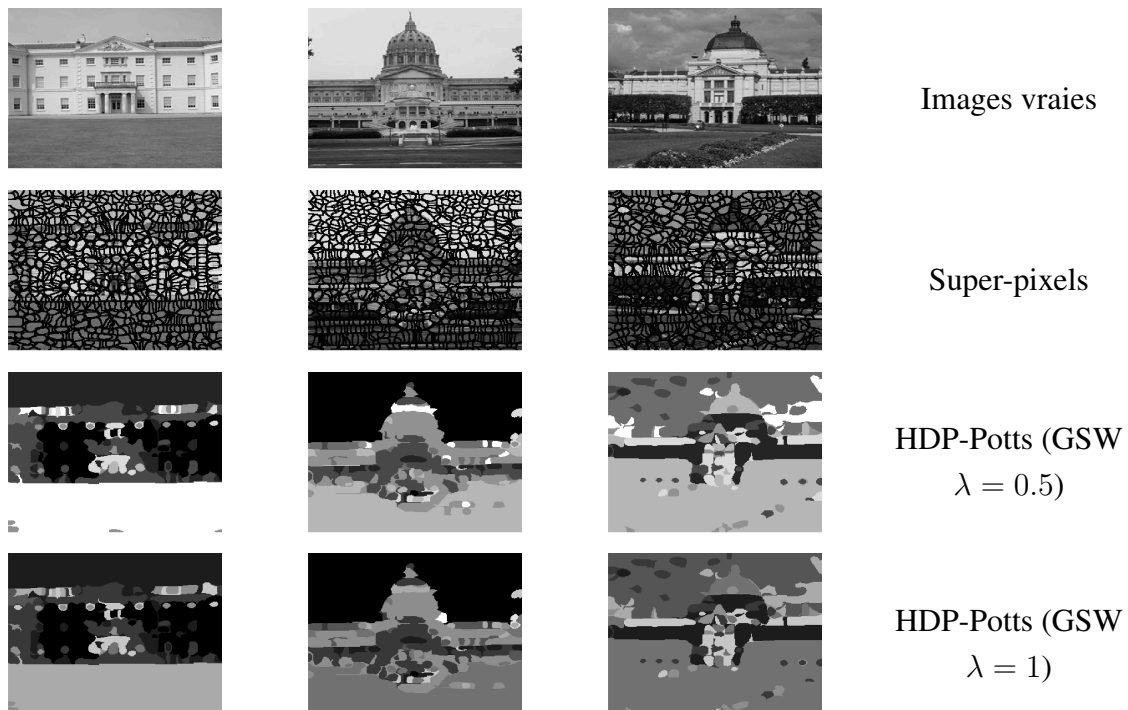 Images vraies
Super-pixels
HDP-Potts (GSW
λ = 0.5)
HDP-Potts (GSW
λ = 1)